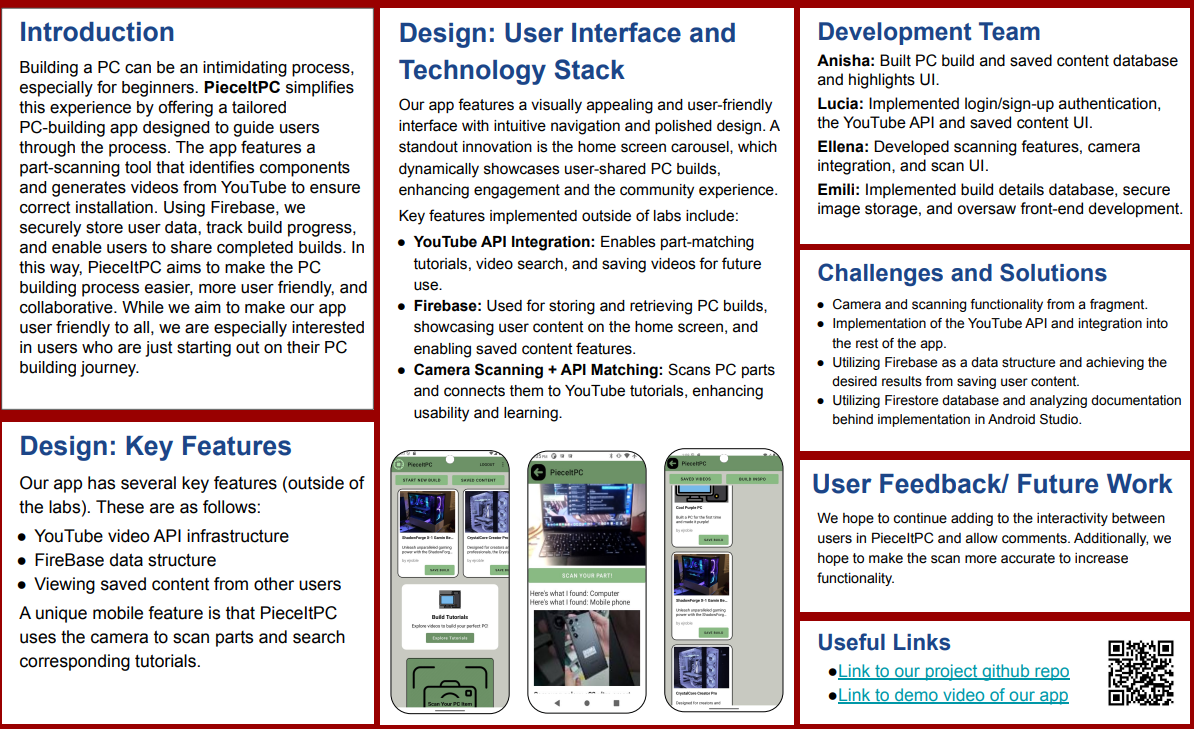 Introduction
Building a PC can be an intimidating process,
especially for beginners. PieceItPC simplifies
this experience by offering a tailored
PC-building app designed to guide users
through the process. The app features a
part-scanning tool that identifies components
and generates videos from YouTube to ensure
correct installation. Using Firebase, we
securely store user data, track build progress,
and enable users to share completed builds. In
this way, PieceItPC aims to make the PC
building process easier, more user friendly, and
collaborative. While we aim to make our app
user friendly to all, we are especially interested
in users who are just starting out on their PC
building journey.
Design: Key Features
Our app has several key features (outside of
the labs). These are as follows:
● YouTube video API infrastructure
● FireBase data structure
● Viewing saved content from other users
A unique mobile feature is that PieceItPC
uses the camera to scan parts and search
corresponding tutorials.
Design: User Interface and
Technology Stack
Our app features a visually appealing and user-friendly
interface with intuitive navigation and polished design. A
standout innovation is the home screen carousel, which
dynamically showcases user-shared PC builds,
enhancing engagement and the community experience.
Key features implemented outside of labs include:
● YouTube API Integration: Enables part-matching
tutorials, video search, and saving videos for future
use.
● Firebase: Used for storing and retrieving PC builds,
showcasing user content on the home screen, and
enabling saved content features.
● Camera Scanning + API Matching: Scans PC parts
and connects them to YouTube tutorials, enhancing
usability and learning.
PieceItPC LOGOUT
START NEW BUILD SAVED CONTENT
ShadowForge X-1 Gamin Be...
Unleash unparalleled gaming
power with the ShadowForg...
SAVE BUILD
CrystalCore Creator Pro
Designed for creators and
professionals, the Crysta
SAVE BU
Build Tutorials
Explore videos to build your perfect PC!
Explore Tutorials
Scan Your PC Item
PieceItPC
SCAN YOUR PART!
Here's what I found: Computer
Here's what I found: Mobile phone
PieceItPC
SAVED VIDEOS BUILD INSPO
Cool Purple PC
Built a PC for the first time
and made it purple!
SAVE BUILD
Unleash unparalleled gaming
power with the ShadowForg...
SAVE BUILD
CrystalCore Creator Pro
Designed for creators and
Development Team
Anisha: Built PC build and saved content database
and highlights UI.
Lucia: Implemented login/sign-up authentication,
the YouTube API and saved content UI.
Ellena: Developed scanning features, camera
integration, and scan UI.
Emili: Implemented build details database, secure
image storage, and oversaw front-end development.
Challenges and Solutions
● Camera and scanning functionality from a fragment.
● Implementation of the YouTube API and integration into
the rest of the app.
● Utilizing Firebase as a data structure and achieving the
desired results from saving user content.
● Utilizing Firestore database and analyzing documentation
behind implementation in Android Studio.
User Feedback/ Future Work
We hope to continue adding to the interactivity between
users in PieceItPC and allow comments. Additionally, we
hope to make the scan more accurate to increase
functionality.
Useful Links
●Link to our project github repo
●Link to demo video of our app